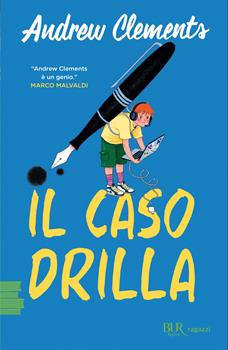 Andrew Clements
“Andrew Clements
è un genio.”
MARCO MALVALDI
IL CASO
DRILLA
BUR ragazzi